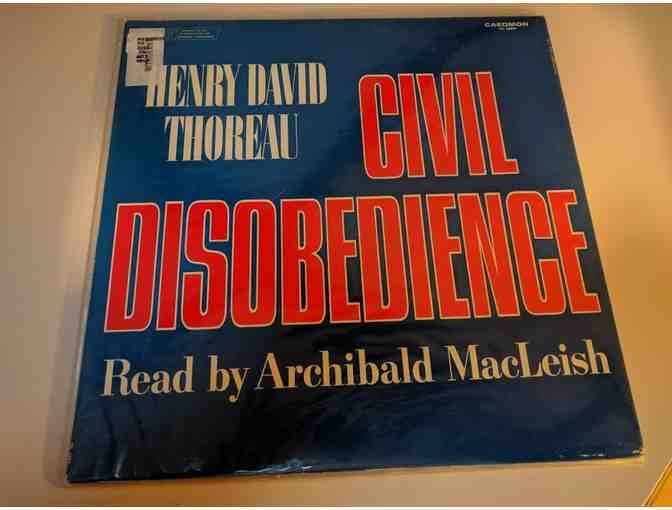 CAEDMON
HENRY DAVID
THOREAU
CIVIL
DISOBEDIENCE
Read by Archibald MacLeish